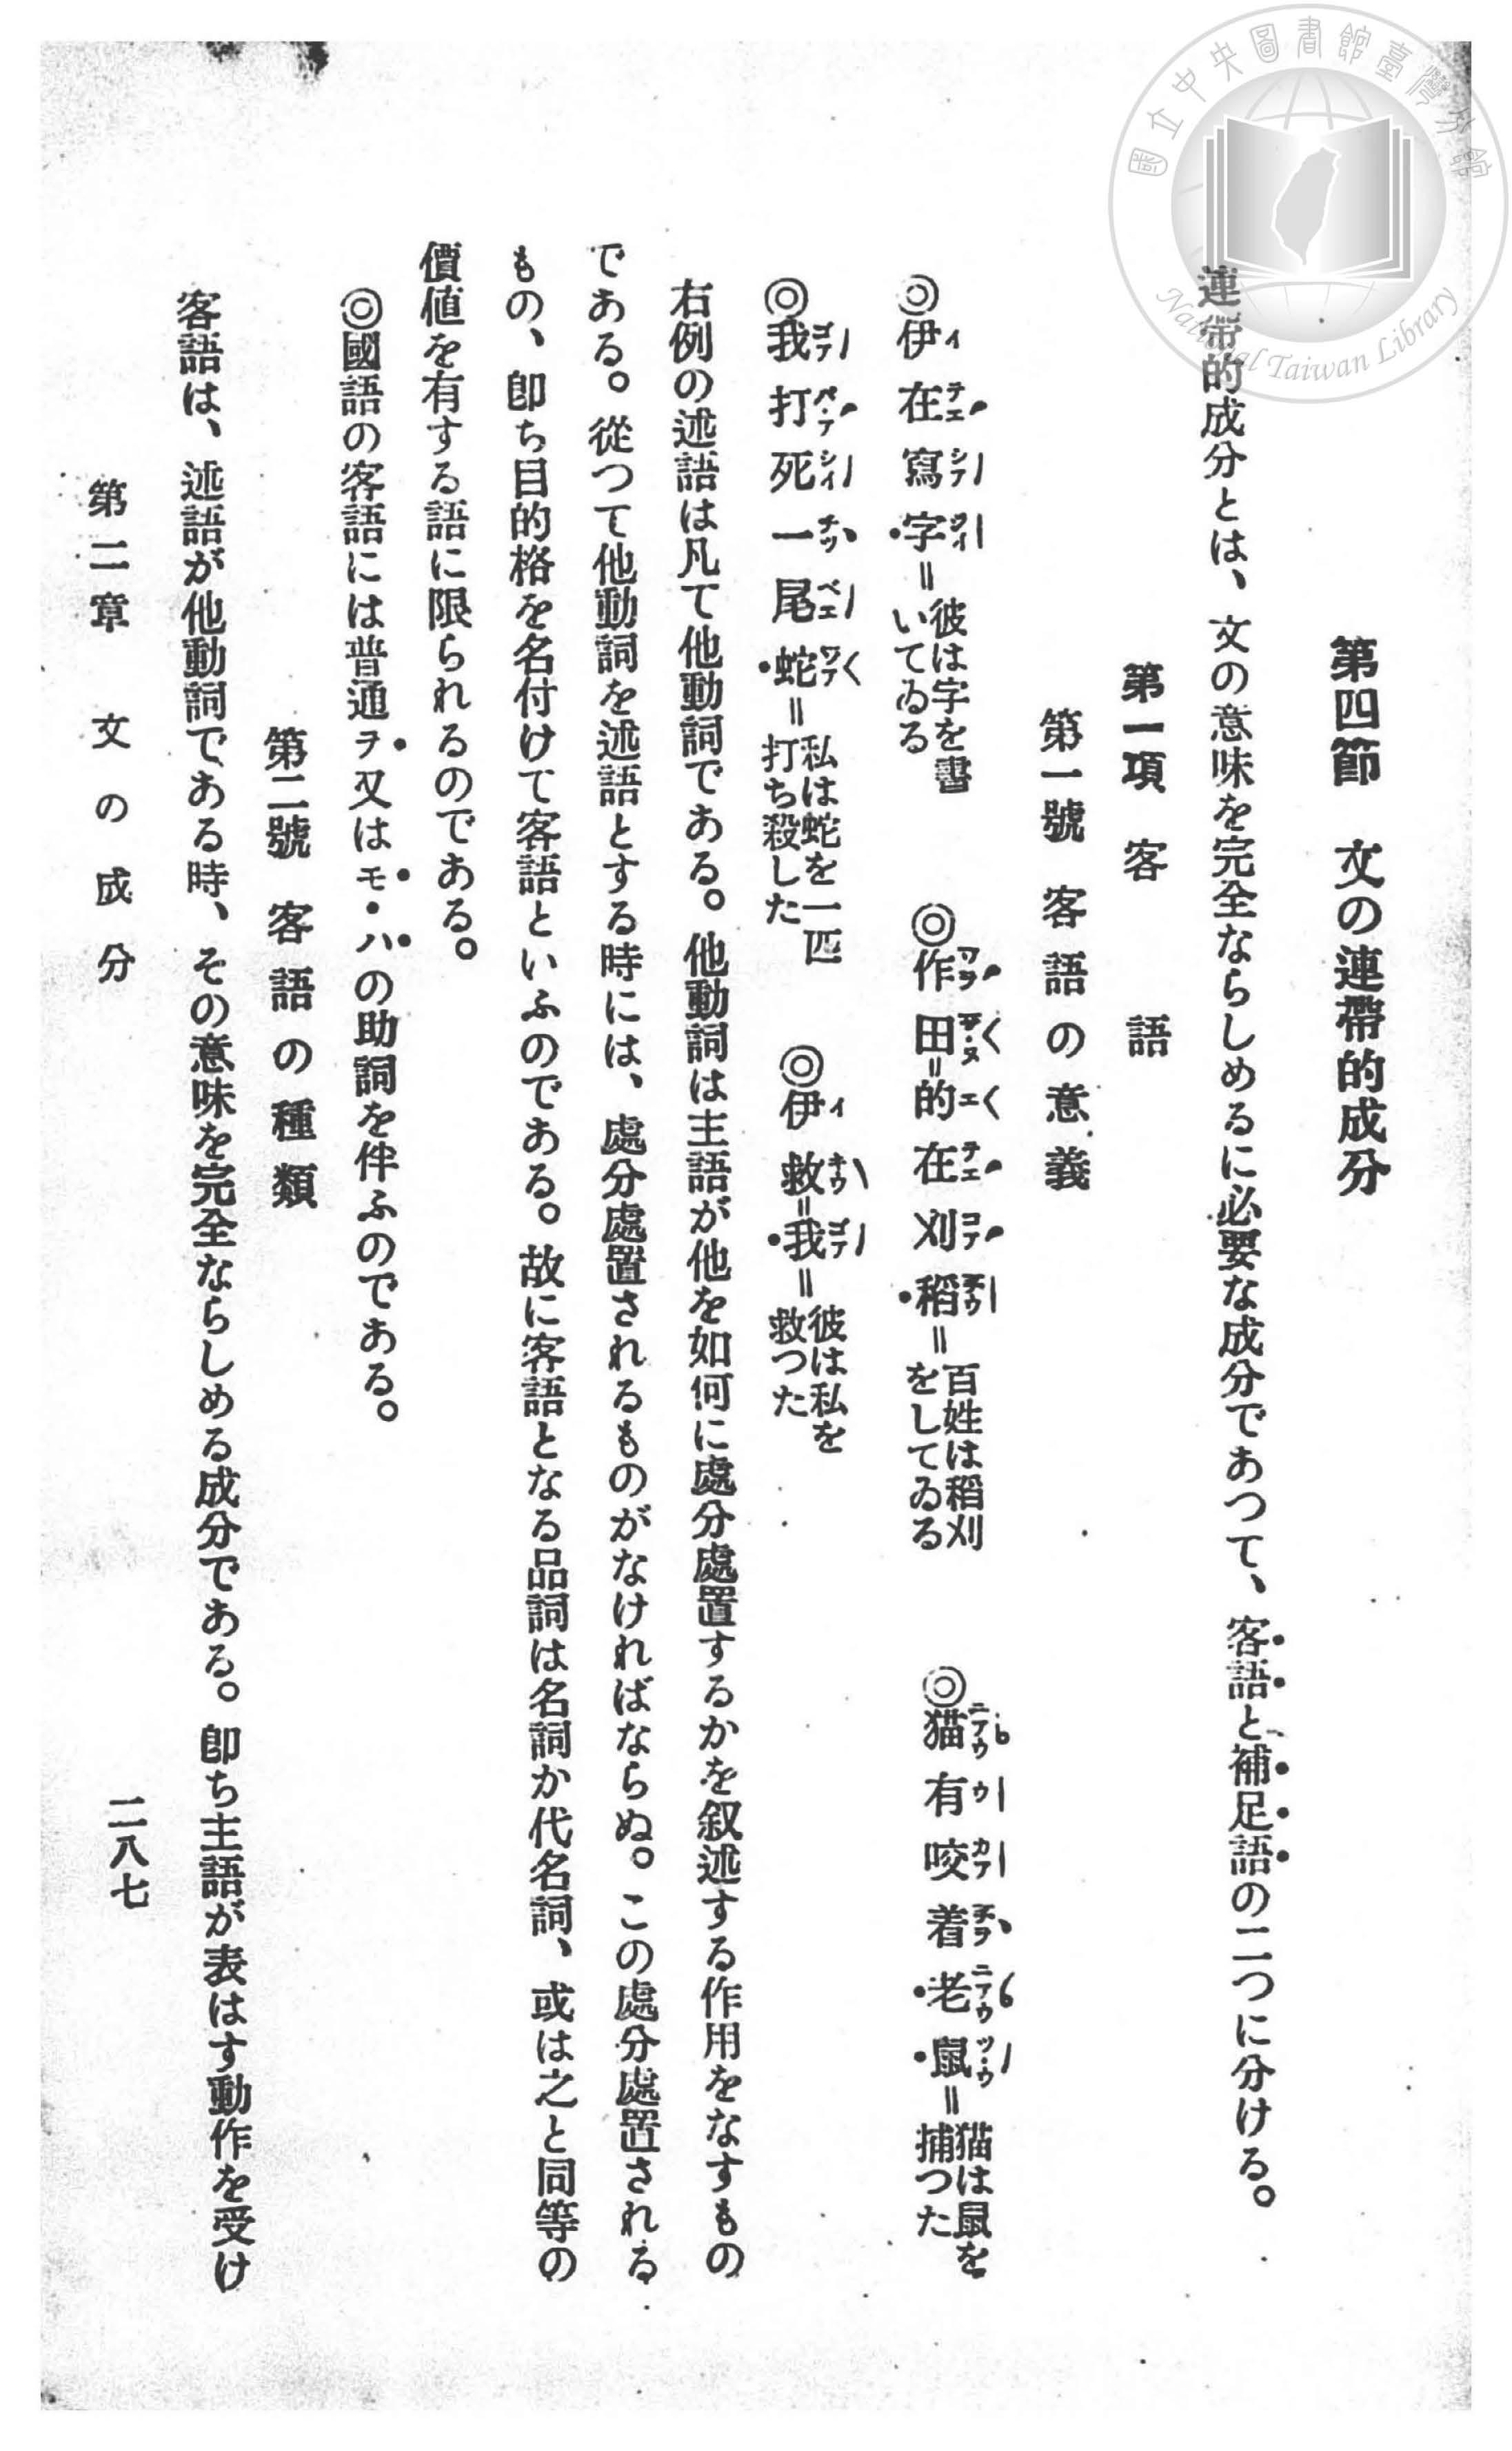 第四節　文の連帶的成分
連帶的成分とは、文の意味を完全ならしめるに必要な成分であつて、客語と補足語の二つに分ける。
第一項　客　語
第一號　客語の意義
◎伊在寫字＝彼は字を書いてゐる　◎作田＝的在刈稻＝百姓は稻刈をしてゐる　◎猫有咬着老鼠＝猫は鼠を捕つた
◎我打死一尾蛇＝私は蛇を一匹打ち殺した　◎伊救＝我＝彼は私を救つた
右例の述語は凡て他動詞である。他動詞は主語が他を如何に處分處置するかを叙述する作用をなすもの
である。從つて他動詞を述語とする時には、處分處置されるものがなければならぬ。この處分處置される
もの、卽ち目的格を名付けて客語といふのである。故に客語となる品詞は名詞か代名詞、或は之と同等の
價値を有する語に限られるのである。
◎國語の客語には普通ヲ又はモ・ハの助詞を伴ふのである。
第二號　客語の種類
客語は、述語が他動詞である時、その意味を完全ならしめる成分である。卽ち主語が表はす動作を受け
第二章　文の成分
二八七
國立中央圖書館臺灣分館
National Taiwan Library